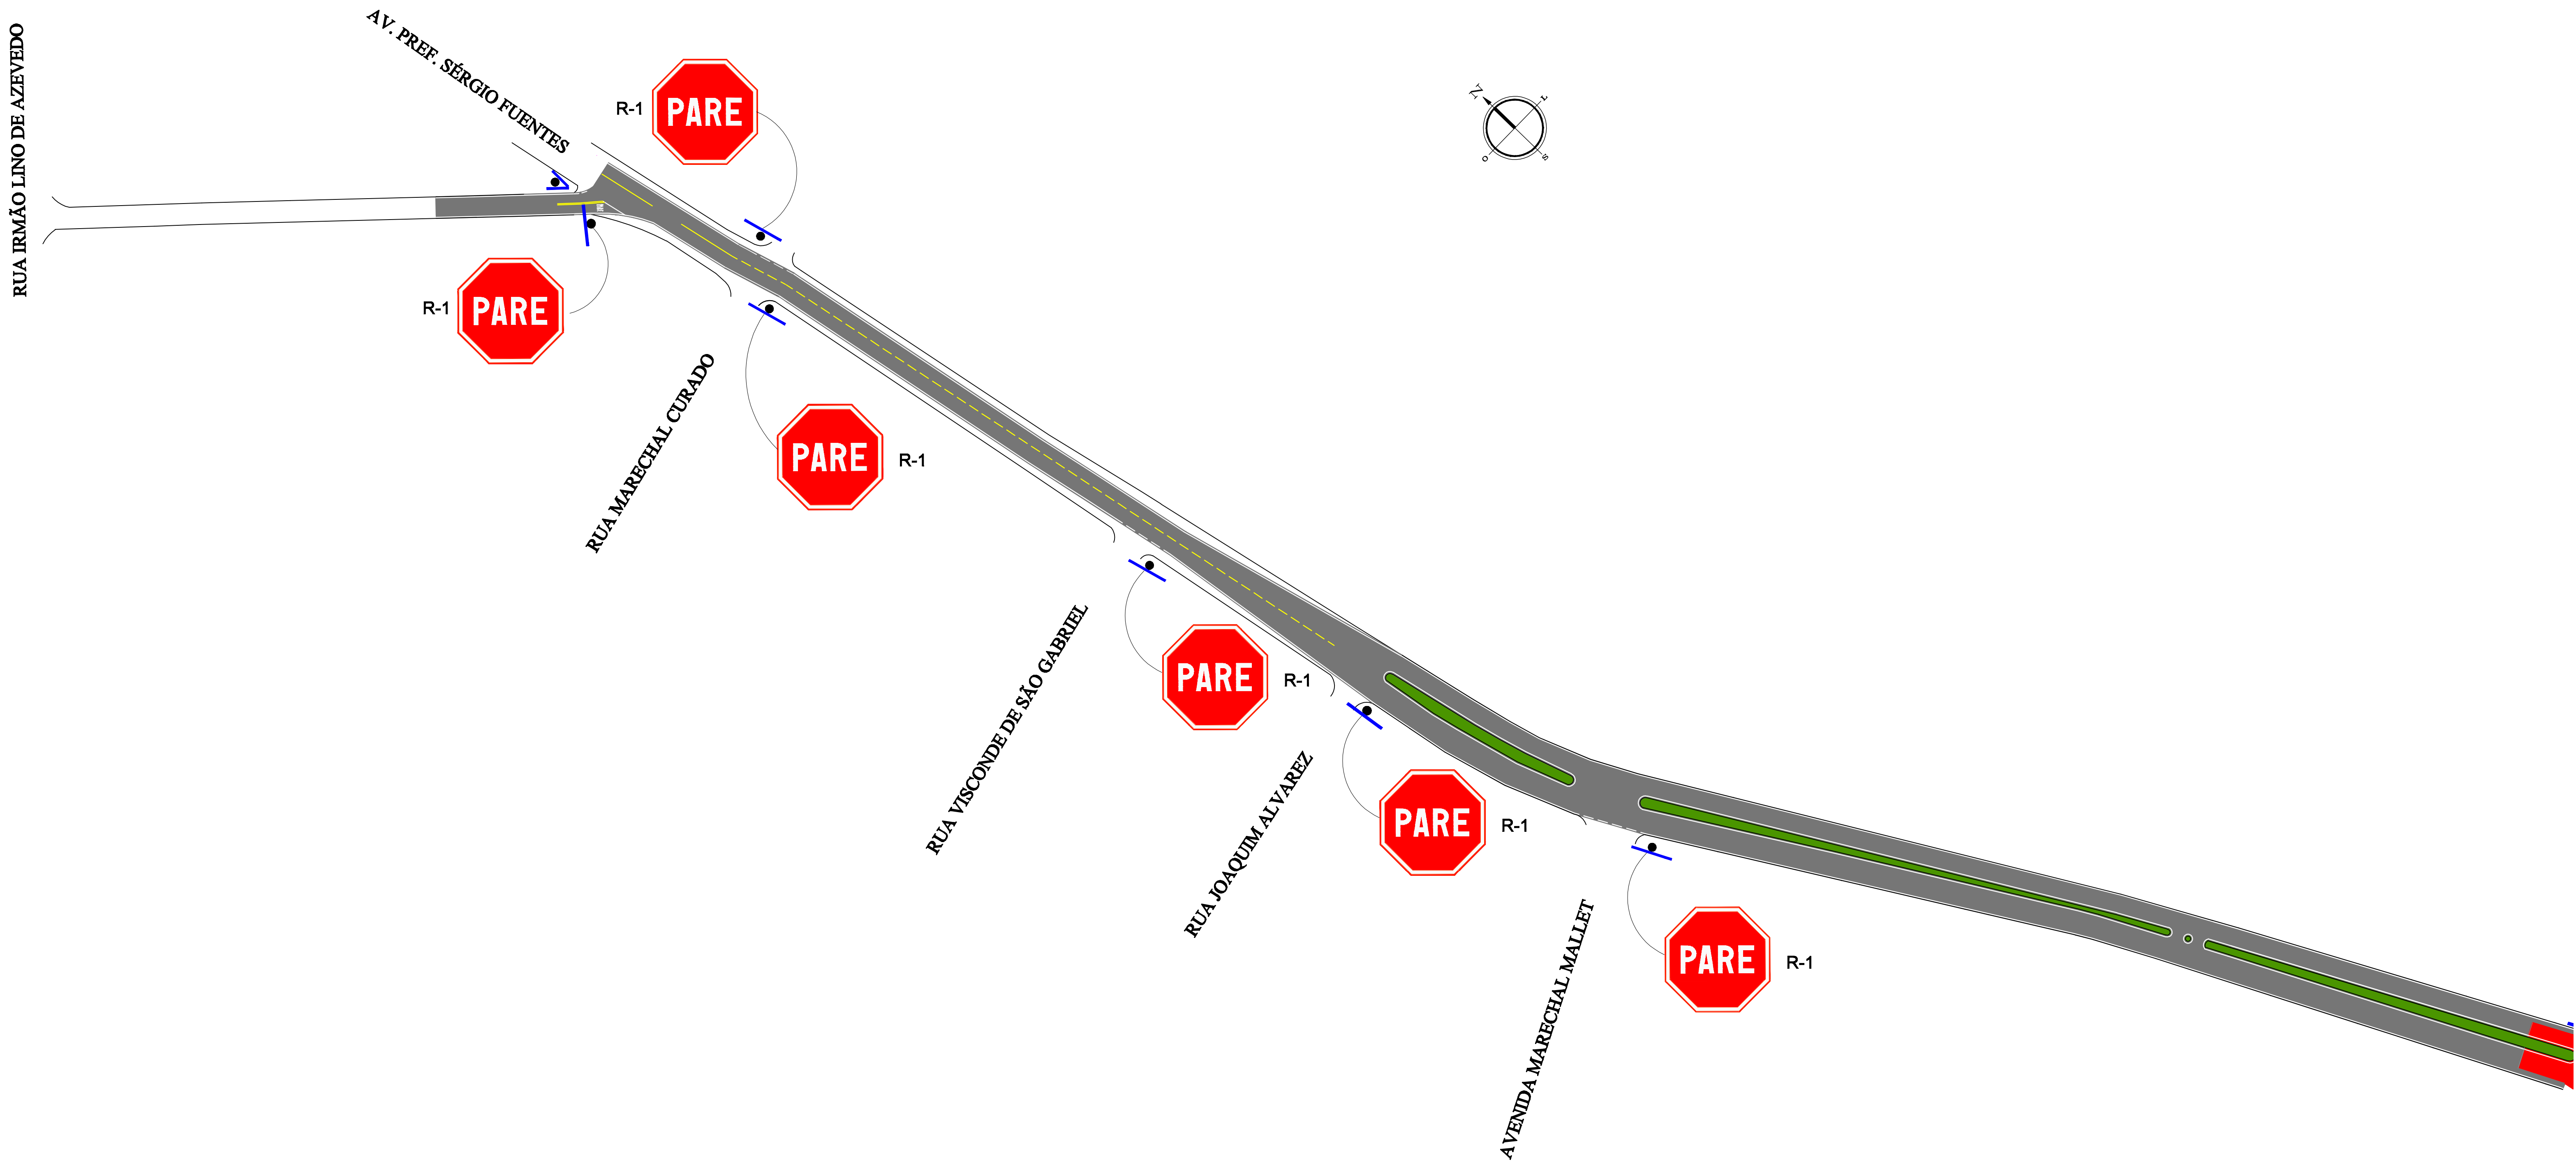 RUA IRMÃO LINO DE AZEVEDO
AV. PREF. SÉRGIO FUENTES
R-1
PARE
N
L
O
S
R-1
PARE
RUA MARECHAL CURADO
PARE
R-1
RUA VISCONDE DE SÃO GABRIEL
PARE
R-1
RUA JOAQUIM ALVAREZ
PARE
R-1
AVENIDA MARECHAL MALLET
PARE
R-1